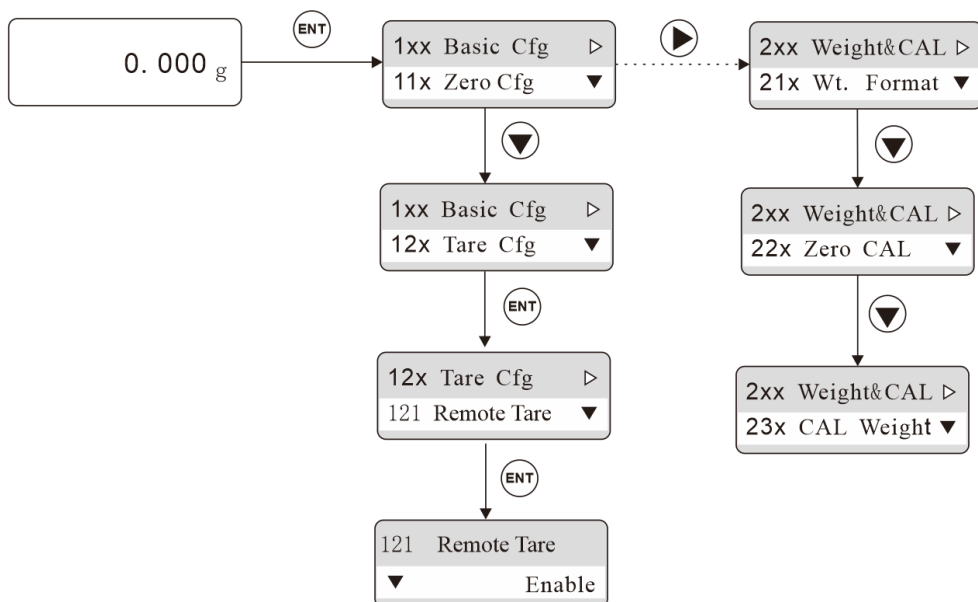 0. 000 g
ENT
1xx Basic Cfg
11x Zero Cfg
2xx Weight&CAL
21x Wt. Format
1xx Basic Cfg
12x Tare Cfg
2xx Weight&CAL
22x Zero CAL
ENT
12x Tare Cfg
121 Remote Tare
2xx Weight&CAL
23x CAL Weight
ENT
121 Remote Tare
Enable